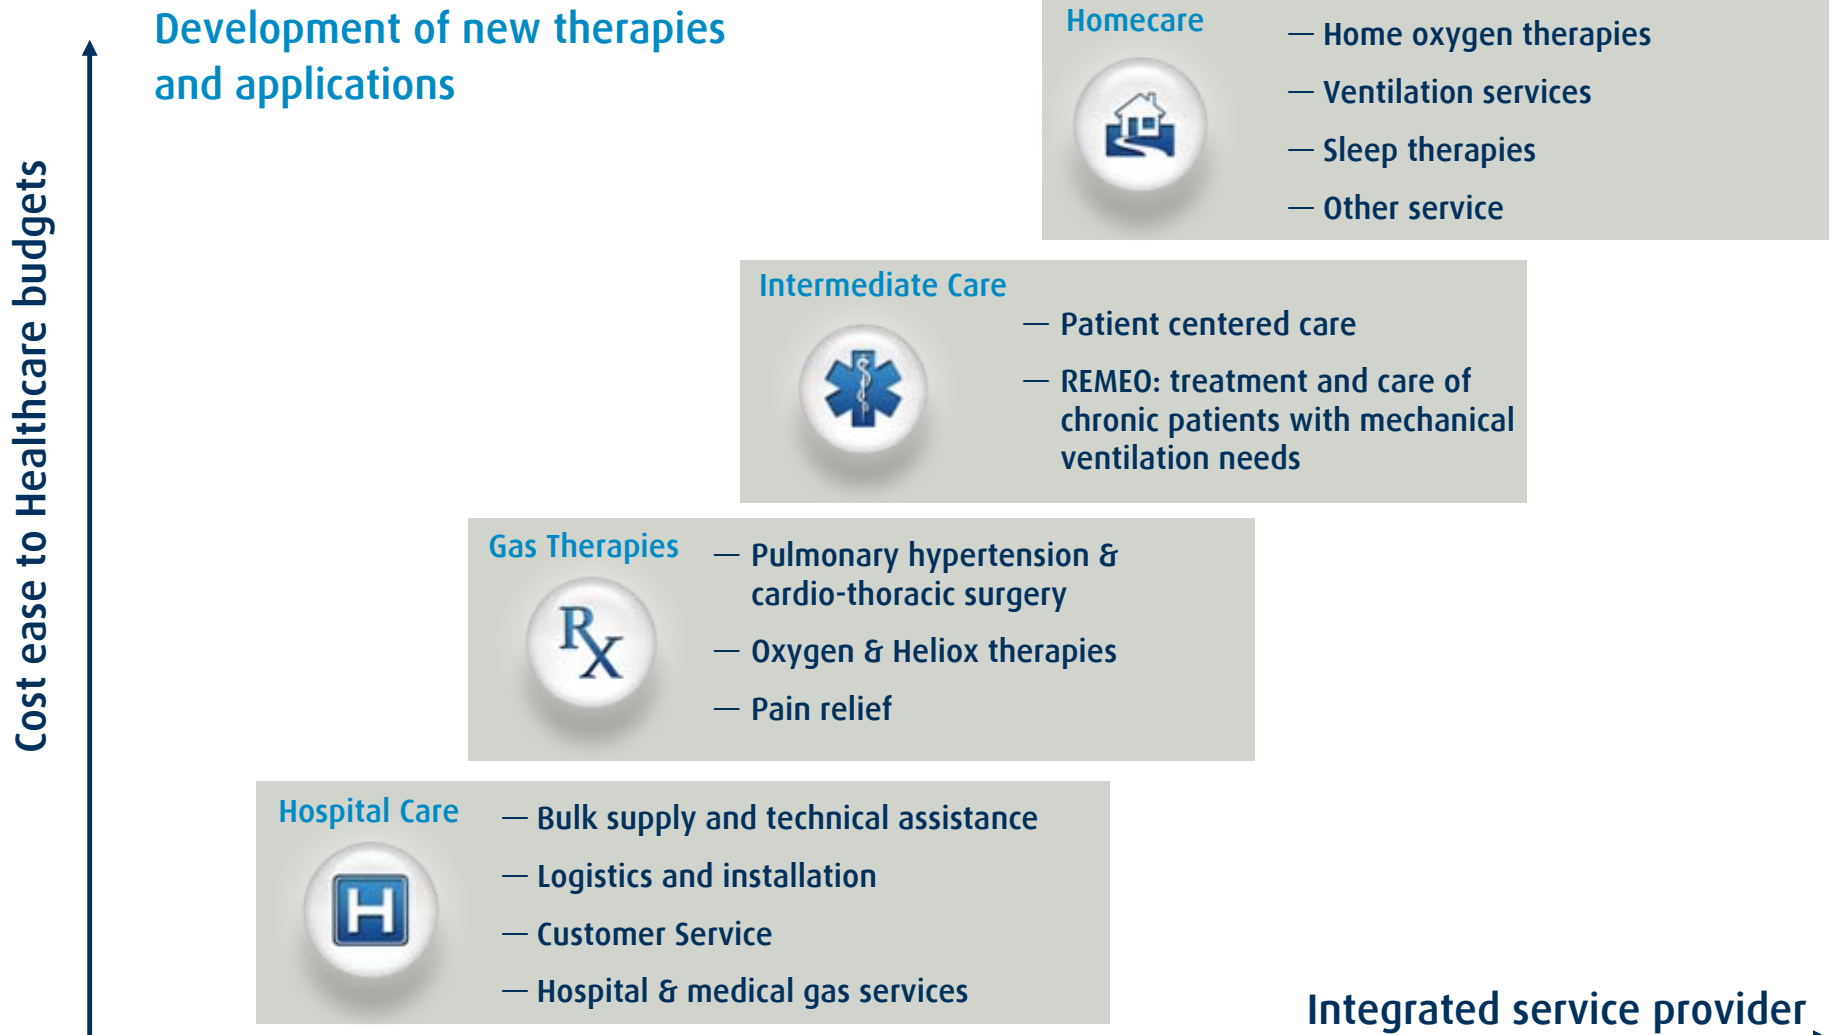 Development of new therapies
and applications
Cost ease to Healthcare budgets
Homecare
— Home oxygen therapies
— Ventilation services
— Sleep therapies
— Other service
Intermediate Care
— Patient centered care
— REMEO: treatment and care of
chronic patients with mechanical
ventilation needs
Gas Therapies
— Pulmonary hypertension &
cardio-thoracic surgery
— Oxygen & Heliox therapies
— Pain relief
Rx
Hospital Care
— Bulk supply and technical assistance
— Logistics and installation
— Customer Service
— Hospital & medical gas services
H
Integrated service provider